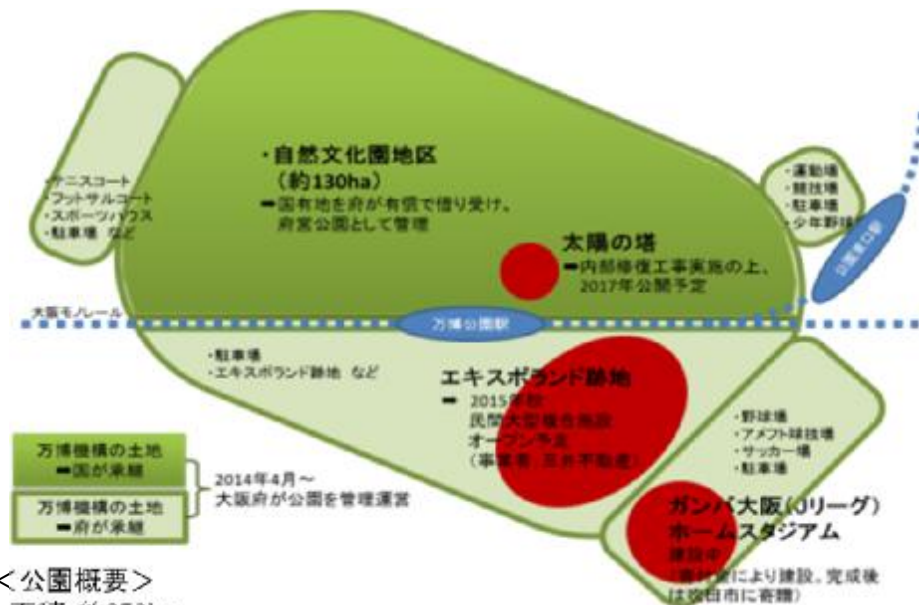 ・自然文化園地区
(約130ha)
➡国有地を府が有償で借り受け、
府営公園として管理
・テニスコート
・フットサルコート
・スポーツハウス
・駐車場 など
・運動場
・競技場
・駐車場
・少年野球
公園東口駅
太陽の塔
➡内部修復工事実施の上、
2017年公開予定
大阪モノレール
万博公園駅
・駐車場
・エキスポランド跡地 など
エキスポランド跡地
➡ 2015年秋
民間大型複合施設
オープン予定
(事業者 三井不動産)
・野球場
・アメフト球技場
・サッカー場
・駐車場
万博機構の土地
➡国が承継
万博機構の土地
➡府が承継
2014年4月～
大阪府が公園を管理運営
ガンバ大阪(Jリーグ)
ホームスタジアム
建設中
(寄付金により建設、完成後
は吹田市に寄贈)
＜公園概要＞